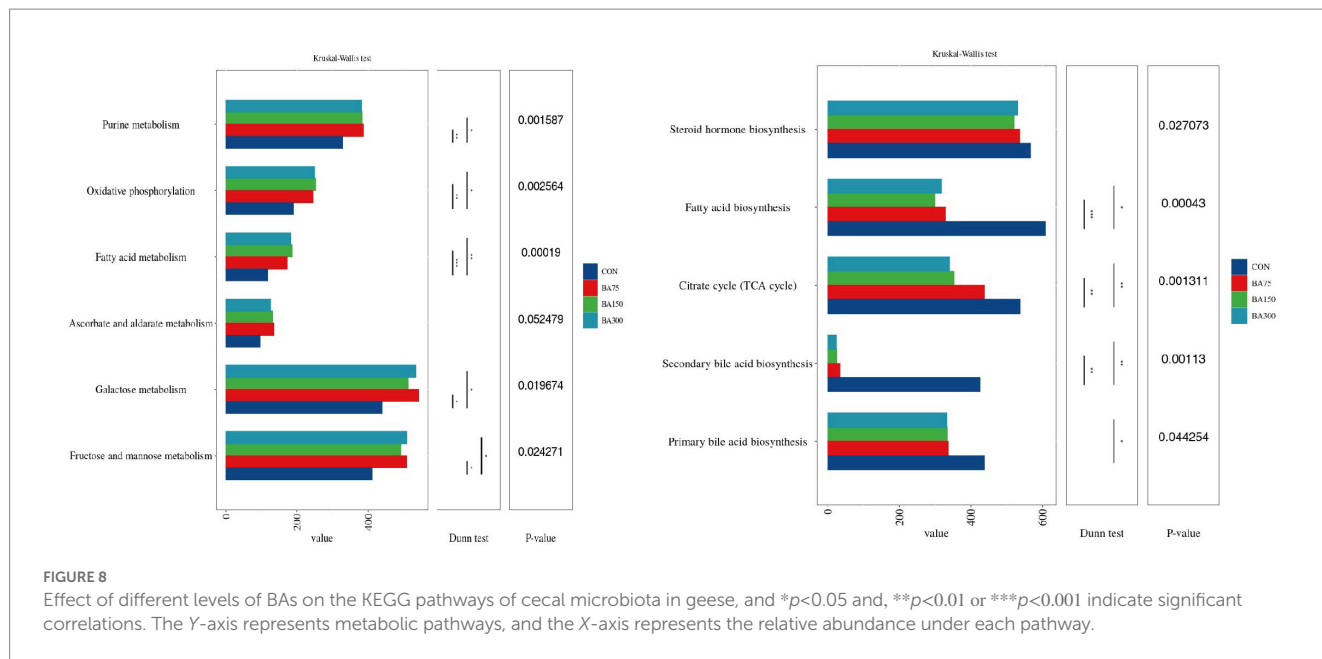 Kruskal-Wallis test
Purine metabolism
** *
0.001587
Oxidative phosphorylation
** *
0.002564
Fatty acid metabolism
*** **
0.00019
Ascorbate and aldarate metabolism
0.052479
Galactose metabolism
* *
0.019674
Fructose and mannose metabolism
* *
0.024271
0
200
400
value
Dunn test
P-value
CON
BA75
BA150
BA300
Kruskal-Wallis test
Steroid hormone biosynthesis
0.027073
Fatty acid biosynthesis
*** *
0.00043
Citrate cycle (TCA cycle)
** **
0.001311
Secondary bile acid biosynthesis
** **
0.00113
Primary bile acid biosynthesis
*
0.044254
0
200
400
600
value
Dunn test
P-value
CON
BA75
BA150
BA300
FIGURE 8
Effect of different levels of BAs on the KEGG pathways of cecal microbiota in geese, and *p<0.05 and, **p<0.01 or ***p<0.001 indicate significant
correlations. The Y-axis represents metabolic pathways, and the X-axis represents the relative abundance under each pathway.